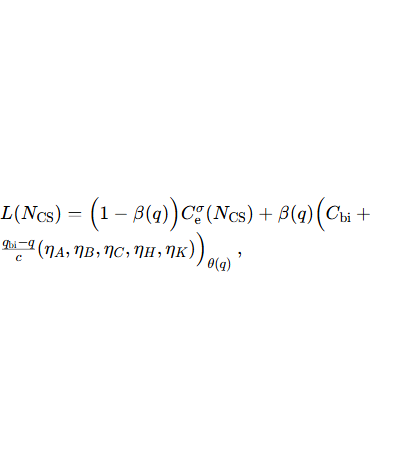 $L(N_{\mathrm{CS}}) = \Big(1 - \beta(q)\Big) C_{\mathrm{e}}^{\sigma}(N_{\mathrm{CS}}) + \beta(q) \Big(C_{\mathrm{bi}} +$
$\frac{q_{\mathrm{bi}} - q}{c} (\eta_A, \eta_B, \eta_C, \eta_H, \eta_K)\Big)_{\theta(q)} ,$